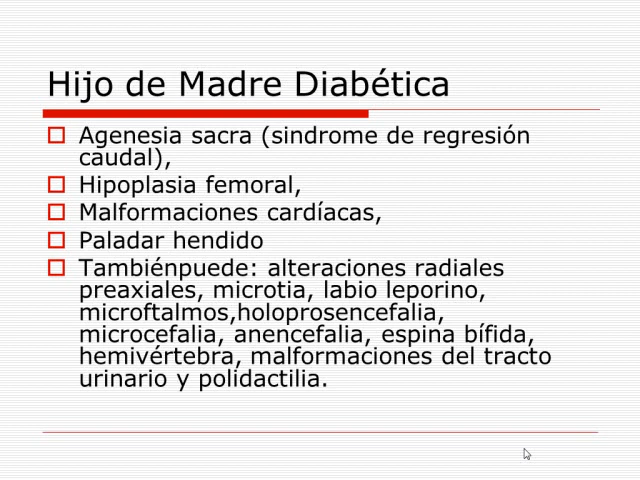 Hijo de Madre Diabética
Agenesia sacra (sindrome de regresión
caudal),
Hipoplasia femoral,
Malformaciones cardíacas,
Paladar hendido
Tambiénpuede: alteraciones radiales
preaxiales, microtia, labio leporino,
microftalmos,holoprosencefalia,
microcefalia, anencefalia, espina bífida,
hemivértebra, malformaciones del tracto
urinario y polidactilia.